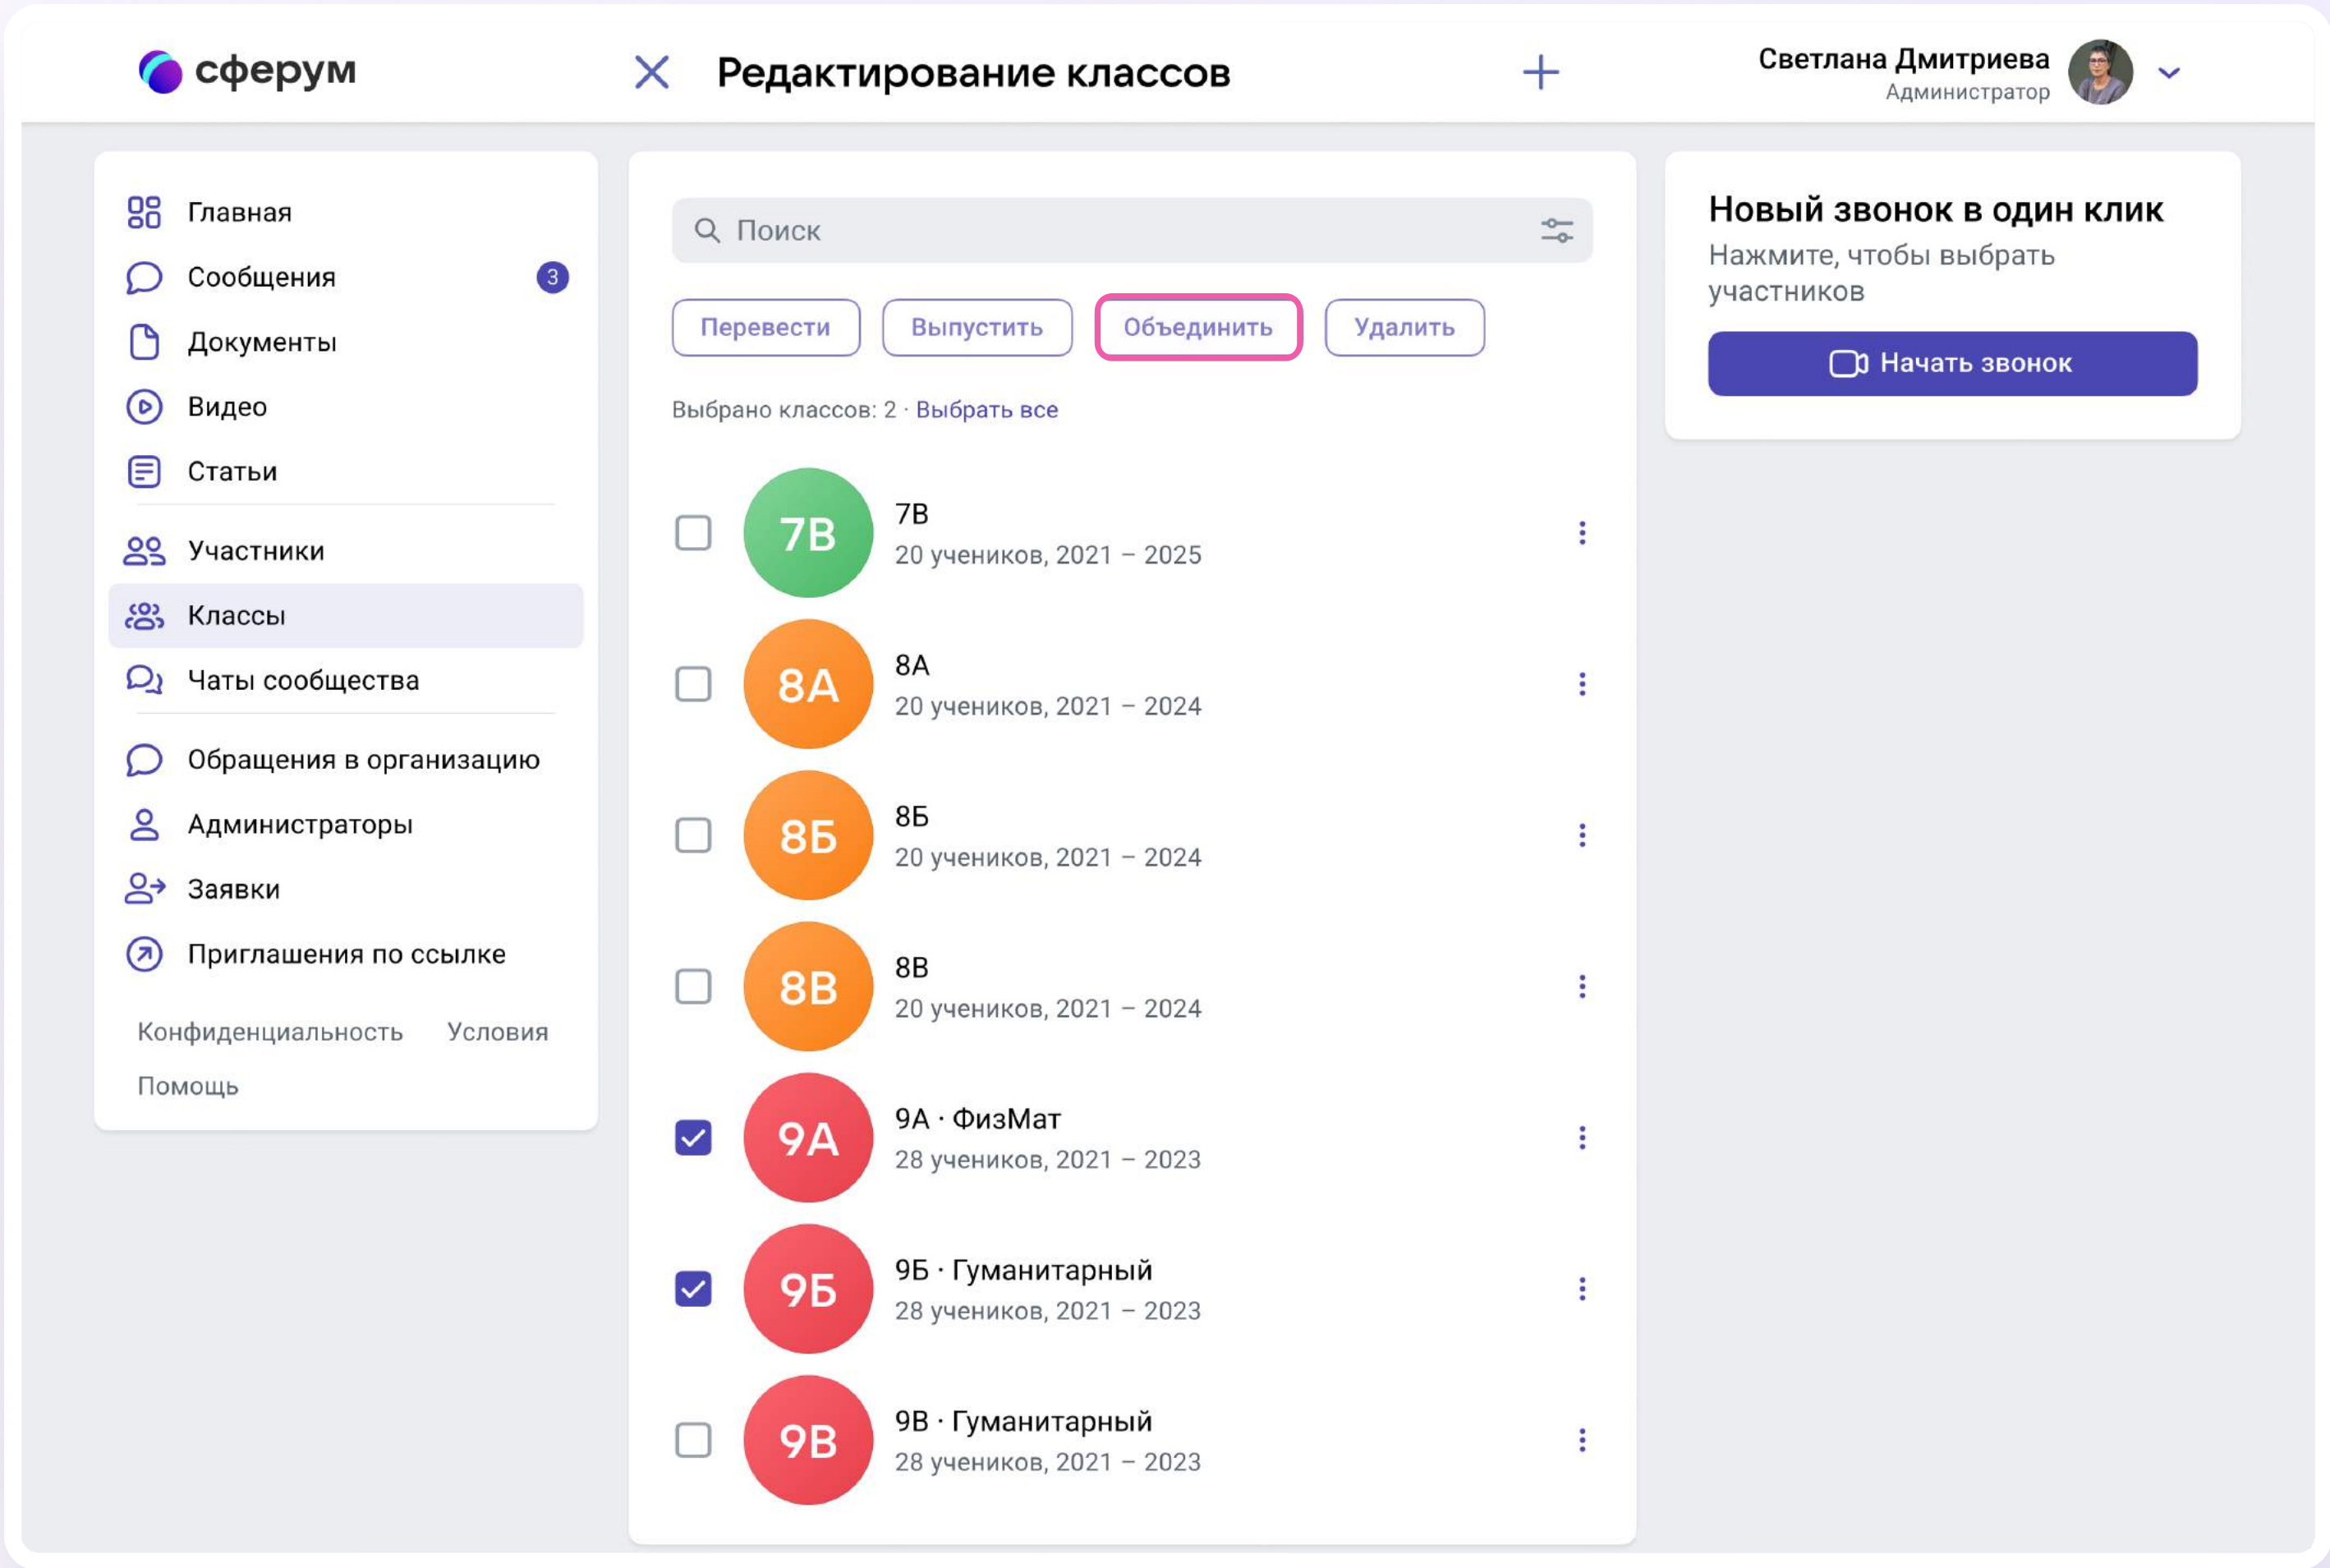 сферум
Редактирование классов
Светлана Дмитриева
Администратор
Главная
Сообщения 3
Документы
Видео
Статьи
Участники
Классы
Чаты сообщества
Обращения в организацию
Администраторы
Заявки
Приглашения по ссылке
Конфиденциальность Условия
Помощь
Поиск
Перевести Выпустить Объединить Удалить
Выбрано классов: 2 · Выбрать все
7В
7В
20 учеников, 2021 – 2025
8А
8А
20 учеников, 2021 – 2024
8Б
8Б
20 учеников, 2021 – 2024
8В
8В
20 учеников, 2021 – 2024
9А
9А · ФизМат
28 учеников, 2021 – 2023
9Б
9Б · Гуманитарный
28 учеников, 2021 – 2023
9В
9В · Гуманитарный
28 учеников, 2021 – 2023
Новый звонок в один клик
Нажмите, чтобы выбрать
участников
Начать звонок